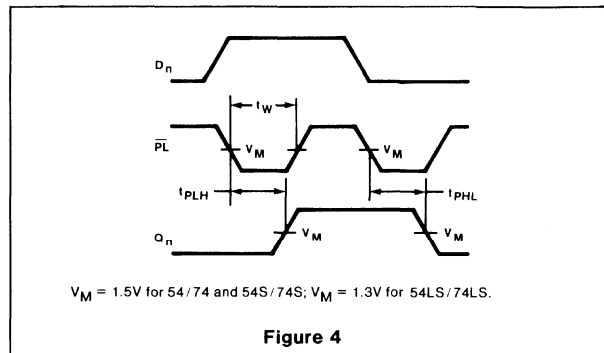 Dn
tW
PL
VM
VM
tPLH
tPHL
Qn
VM
VM
VM = 1.5V for 54/74 and 54S/74S; VM = 1.3V for 54LS/74LS.
Figure 4